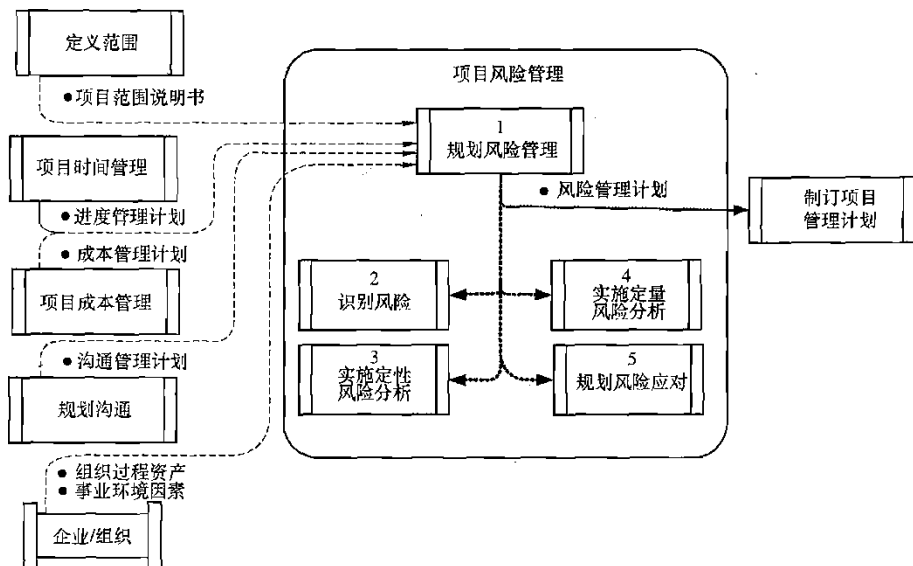 定义范围
● 项目范围说明书
项目时间管理
● 进度管理计划
● 成本管理计划
项目成本管理
● 沟通管理计划
规划沟通
● 组织过程资产
● 事业环境因素
企业/组织
项目风险管理
1
规划风险管理
● 风险管理计划
2
识别风险
4
实施定量
风险分析
3
实施定性
风险分析
5
规划风险应对
制订项目
管理计划